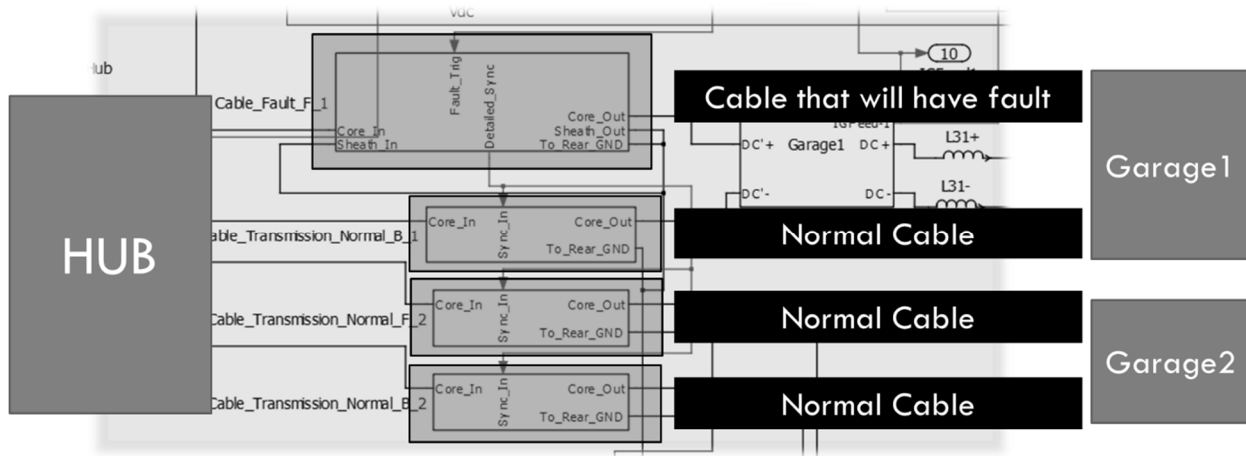 Vdc
Hub
10
Cable_Fault_F_1
Fault_Trig
Detailed_Sync
Core_In
Sheath_In
Core_Out
Sheath_Out
To_Rear_GND
Cable that will have fault
DC'+
Garage1
DC+
DC'-
DC-
L31+
L31-
Garage1
HUB
able_Transmission_Normal_B_1
Core_In
Sync_In
Core_Out
To_Rear_GND
Normal Cable
Cable_Transmission_Normal_F_2
Core_In
Sync_In
Core_Out
To_Rear_GND
Normal Cable
Garage2
Cable_Transmission_Normal_B_2
Core_In
Sync_In
Core_Out
To_Rear_GND
Normal Cable